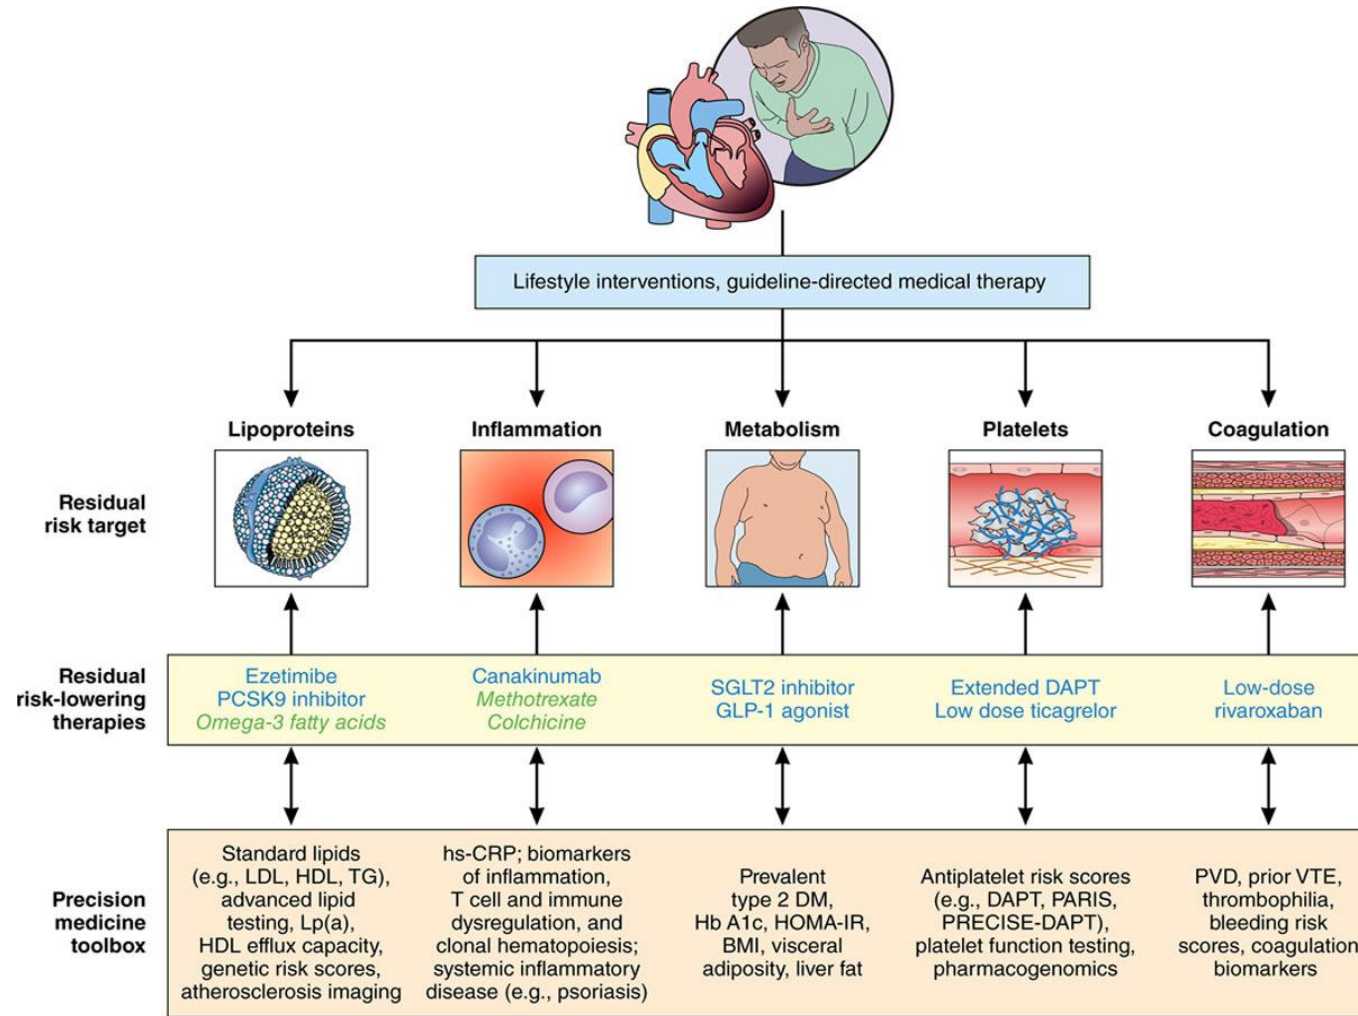 Lifestyle interventions, guideline-directed medical therapy
Lipoproteins
Inflammation
Metabolism
Platelets
Coagulation
Residual
risk target
Residual
risk-lowering
therapies
Ezetimibe
PCSK9 inhibitor
Omega-3 fatty acids
Canakinumab
Methotrexate
Colchicine
SGLT2 inhibitor
GLP-1 agonist
Extended DAPT
Low dose ticagrelor
Low-dose
rivaroxaban
Precision
medicine
toolbox
Standard lipids
(e.g., LDL, HDL, TG),
advanced lipid
testing, Lp(a),
HDL efflux capacity,
genetic risk scores,
atherosclerosis imaging
hs-CRP; biomarkers
of inflammation,
T cell and immune
dysregulation, and
clonal hematopoiesis;
systemic inflammatory
disease (e.g., psoriasis)
Prevalent
type 2 DM,
Hb A1c, HOMA-IR,
BMI, visceral
adiposity, liver fat
Antiplatelet risk scores
(e.g., DAPT, PARIS,
PRECISE-DAPT),
platelet function testing,
pharmacogenomics
PVD, prior VTE,
thrombophilia,
bleeding risk
scores, coagulation
biomarkers